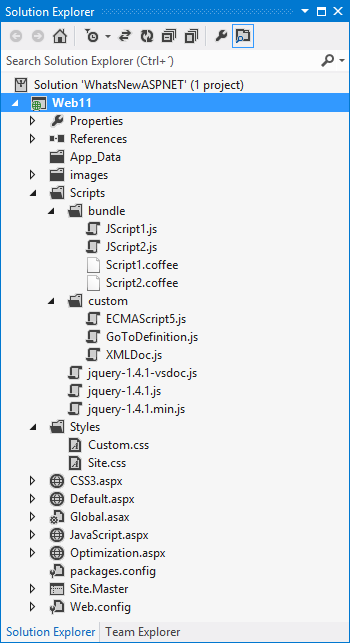 Solution Explorer
Search Solution Explorer (Ctrl+´)
Solution 'WhatsNewASPNET' (1 project)
Web11
Properties
References
App_Data
images
Scripts
bundle
JScript1.js
JScript2.js
Script1.coffee
Script2.coffee
custom
ECMAScript5.js
GoToDefinition.js
XMLDoc.js
jquery-1.4.1-vsdoc.js
jquery-1.4.1.js
jquery-1.4.1.min.js
Styles
Custom.css
Site.css
CSS3.aspx
Default.aspx
Global.asax
JavaScript.aspx
Optimization.aspx
packages.config
Site.Master
Web.config
Solution Explorer Team Explorer